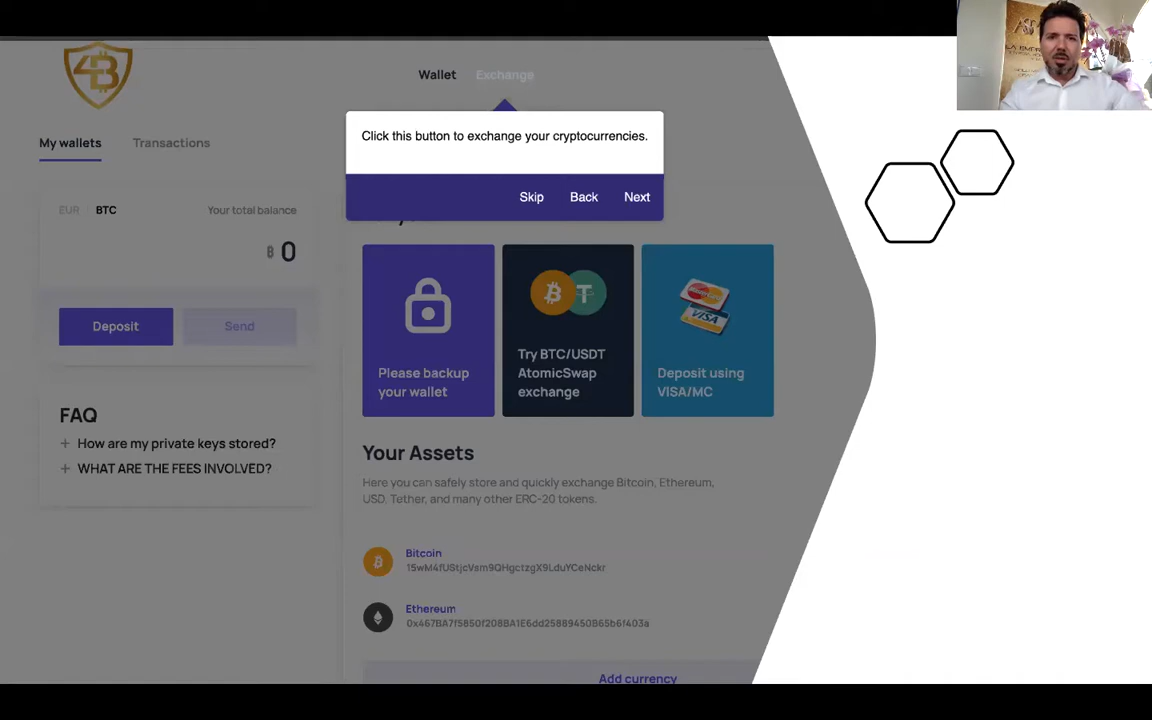 4B
Wallet
Exchange
Click this button to exchange your cryptocurrencies.
Skip
Back
Next
My wallets
Transactions
EUR
BTC
Your total balance
0
Deposit
Send
FAQ
+ How are my private keys stored?
+ WHAT ARE THE FEES INVOLVED?
Please backup
your wallet
Try BTC/USDT
AtomicSwap
exchange
MasterCard
VISA
Deposit using
VISA/MC
Your Assets
Here you can safely store and quickly exchange Bitcoin, Ethereum,
USD, Tether, and many other ERC-20 tokens.
Bitcoin
Ethereum
Add currency